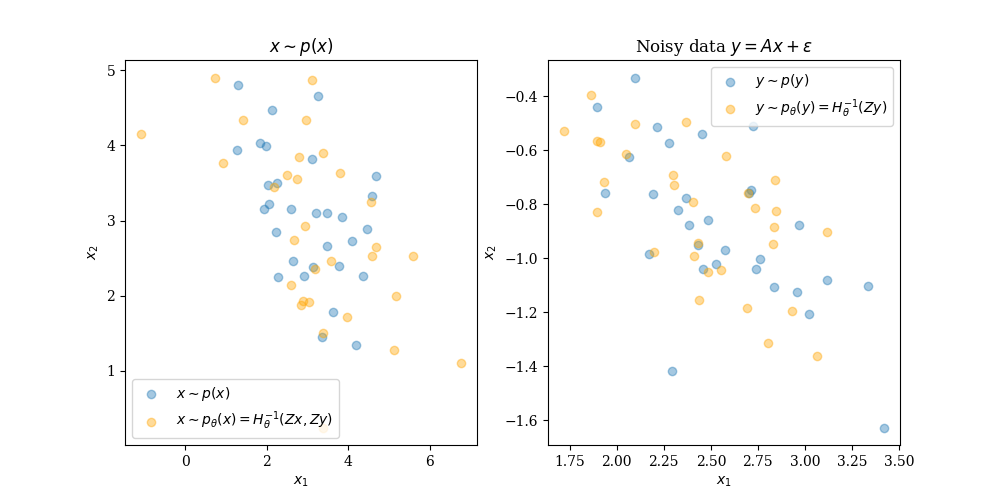 x ∼ p(x)
5
4
3
2
1
x₂
x ∼ p(x)
x ∼ p_θ(x) = H_θ^{-1}(Zx, Zy)
0 2 4 6
x₁
Noisy data y = Ax + ε
−0.4
−0.6
−0.8
−1.0
−1.2
−1.4
−1.6
x₂
y ∼ p(y)
y ∼ p_θ(y) = H_θ^{-1}(Zy)
1.75 2.00 2.25 2.50 2.75 3.00 3.25 3.50
x₁